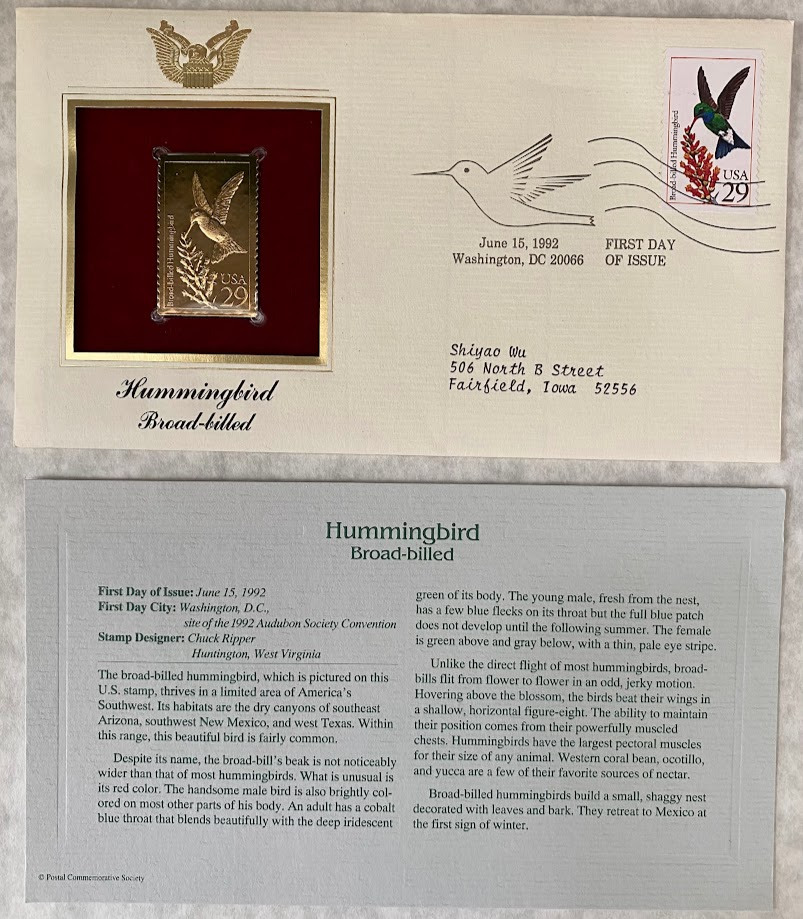 Broad-billed Hummingbird
USA
29
Hummingbird
Broad-billed
June 15, 1992
Washington, DC 20066
FIRST DAY
OF ISSUE
Broad-billed Hummingbird
USA
29
Shiyao Wu
506 North B Street
Fairfield, Iowa 52556
Hummingbird
Broad-billed
First Day of Issue: June 15, 1992
First Day City: Washington, D.C.,
site of the 1992 Audubon Society Convention
Stamp Designer: Chuck Ripper
Huntington, West Virginia
The broad-billed hummingbird, which is pictured on this
U.S. stamp, thrives in a limited area of America's
Southwest. Its habitats are the dry canyons of southeast
Arizona, southwest New Mexico, and west Texas. Within
this range, this beautiful bird is fairly common.
Despite its name, the broad-bill's beak is not noticeably
wider than that of most hummingbirds. What is unusual is
its red color. The handsome male bird is also brightly col-
ored on most other parts of his body. An adult has a cobalt
blue throat that blends beautifully with the deep iridescent
green of its body. The young male, fresh from the nest,
has a few blue flecks on its throat but the full blue patch
does not develop until the following summer. The female
is green above and gray below, with a thin, pale eye stripe.
Unlike the direct flight of most hummingbirds, broad-
bills flit from flower to flower in an odd, jerky motion.
Hovering above the blossom, the birds beat their wings in
a shallow, horizontal figure-eight. The ability to maintain
their position comes from their powerfully muscled
chests. Hummingbirds have the largest pectoral muscles
for their size of any animal. Western coral bean, ocotillo,
and yucca are a few of their favorite sources of nectar.
Broad-billed hummingbirds build a small, shaggy nest
decorated with leaves and bark. They retreat to Mexico at
the first sign of winter.
© Postal Commemorative Society